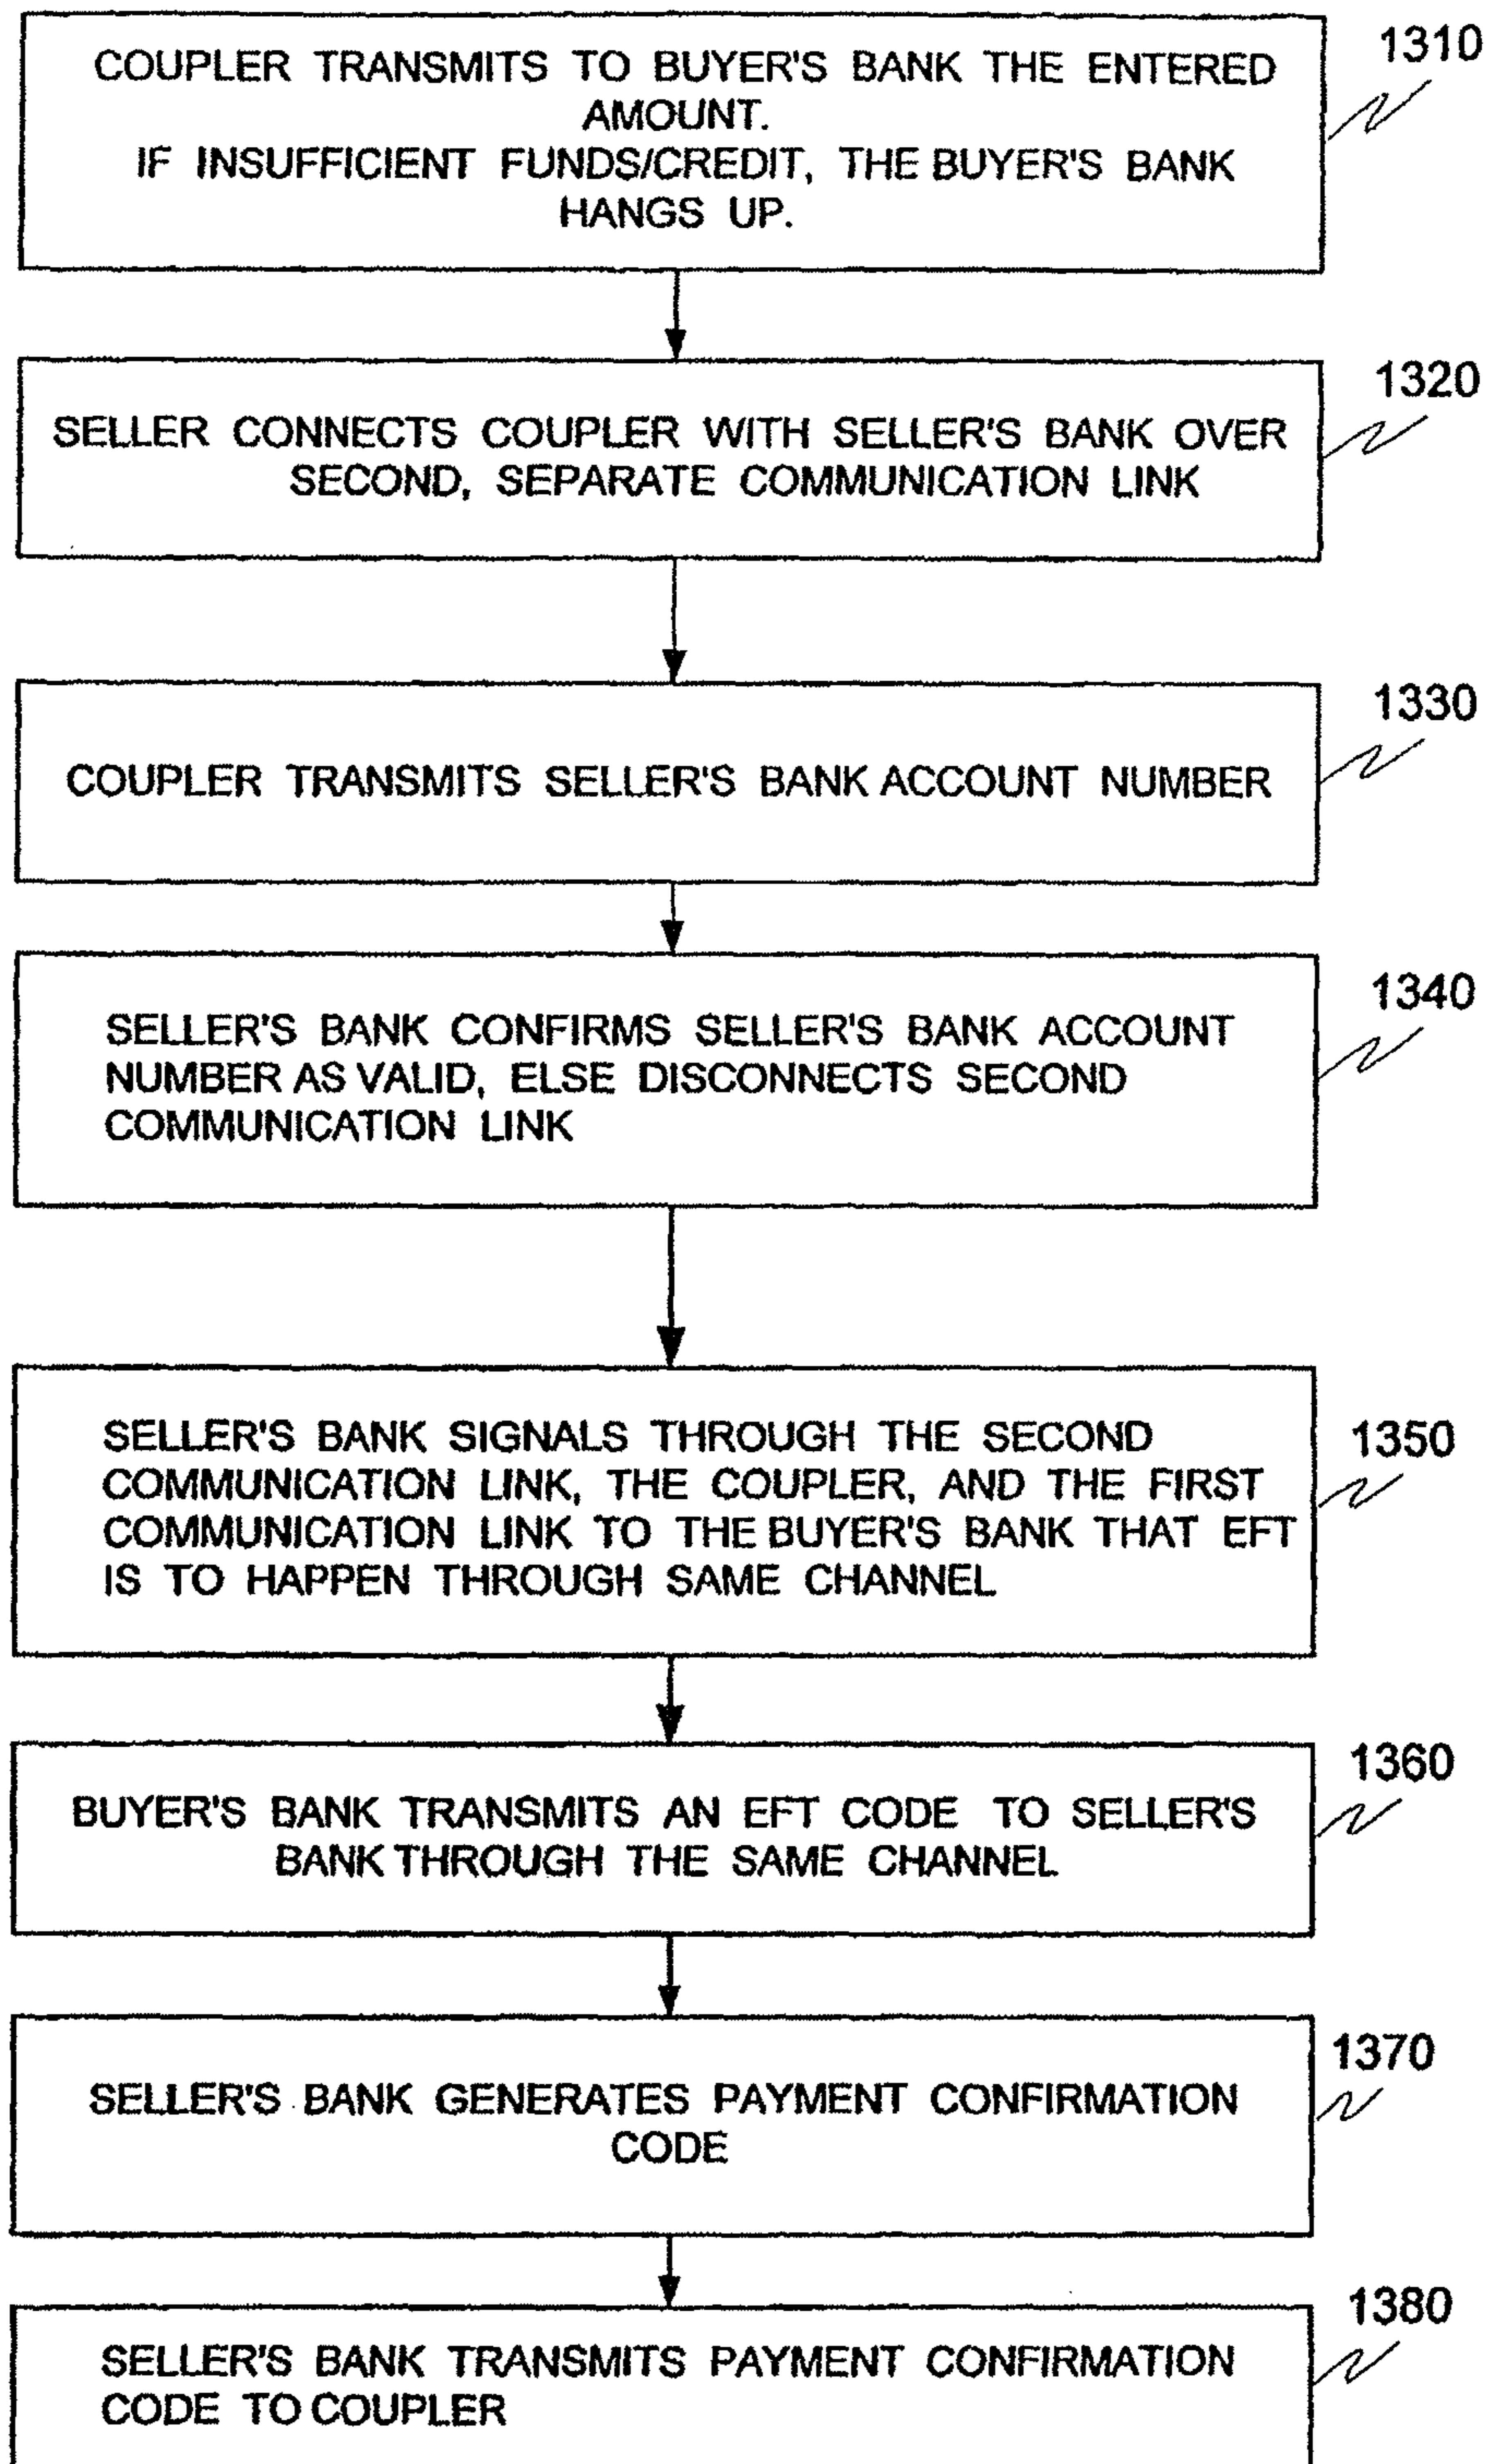 1310
COUPLER TRANSMITS TO BUYER'S BANK THE ENTERED
AMOUNT.
IF INSUFFICIENT FUNDS/CREDIT, THE BUYER'S BANK
HANGS UP.
1320
SELLER CONNECTS COUPLER WITH SELLER'S BANK OVER
SECOND, SEPARATE COMMUNICATION LINK
1330
COUPLER TRANSMITS SELLER'S BANK ACCOUNT NUMBER
1340
SELLER'S BANK CONFIRMS SELLER'S BANK ACCOUNT
NUMBER AS VALID, ELSE DISCONNECTS SECOND
COMMUNICATION LINK
1350
SELLER'S BANK SIGNALS THROUGH THE SECOND
COMMUNICATION LINK, THE COUPLER, AND THE FIRST
COMMUNICATION LINK TO THE BUYER'S BANK THAT EFT
IS TO HAPPEN THROUGH SAME CHANNEL
1360
BUYER'S BANK TRANSMITS AN EFT CODE TO SELLER'S
BANK THROUGH THE SAME CHANNEL
1370
SELLER'S BANK GENERATES PAYMENT CONFIRMATION
CODE
1380
SELLER'S BANK TRANSMITS PAYMENT CONFIRMATION
CODE TO COUPLER